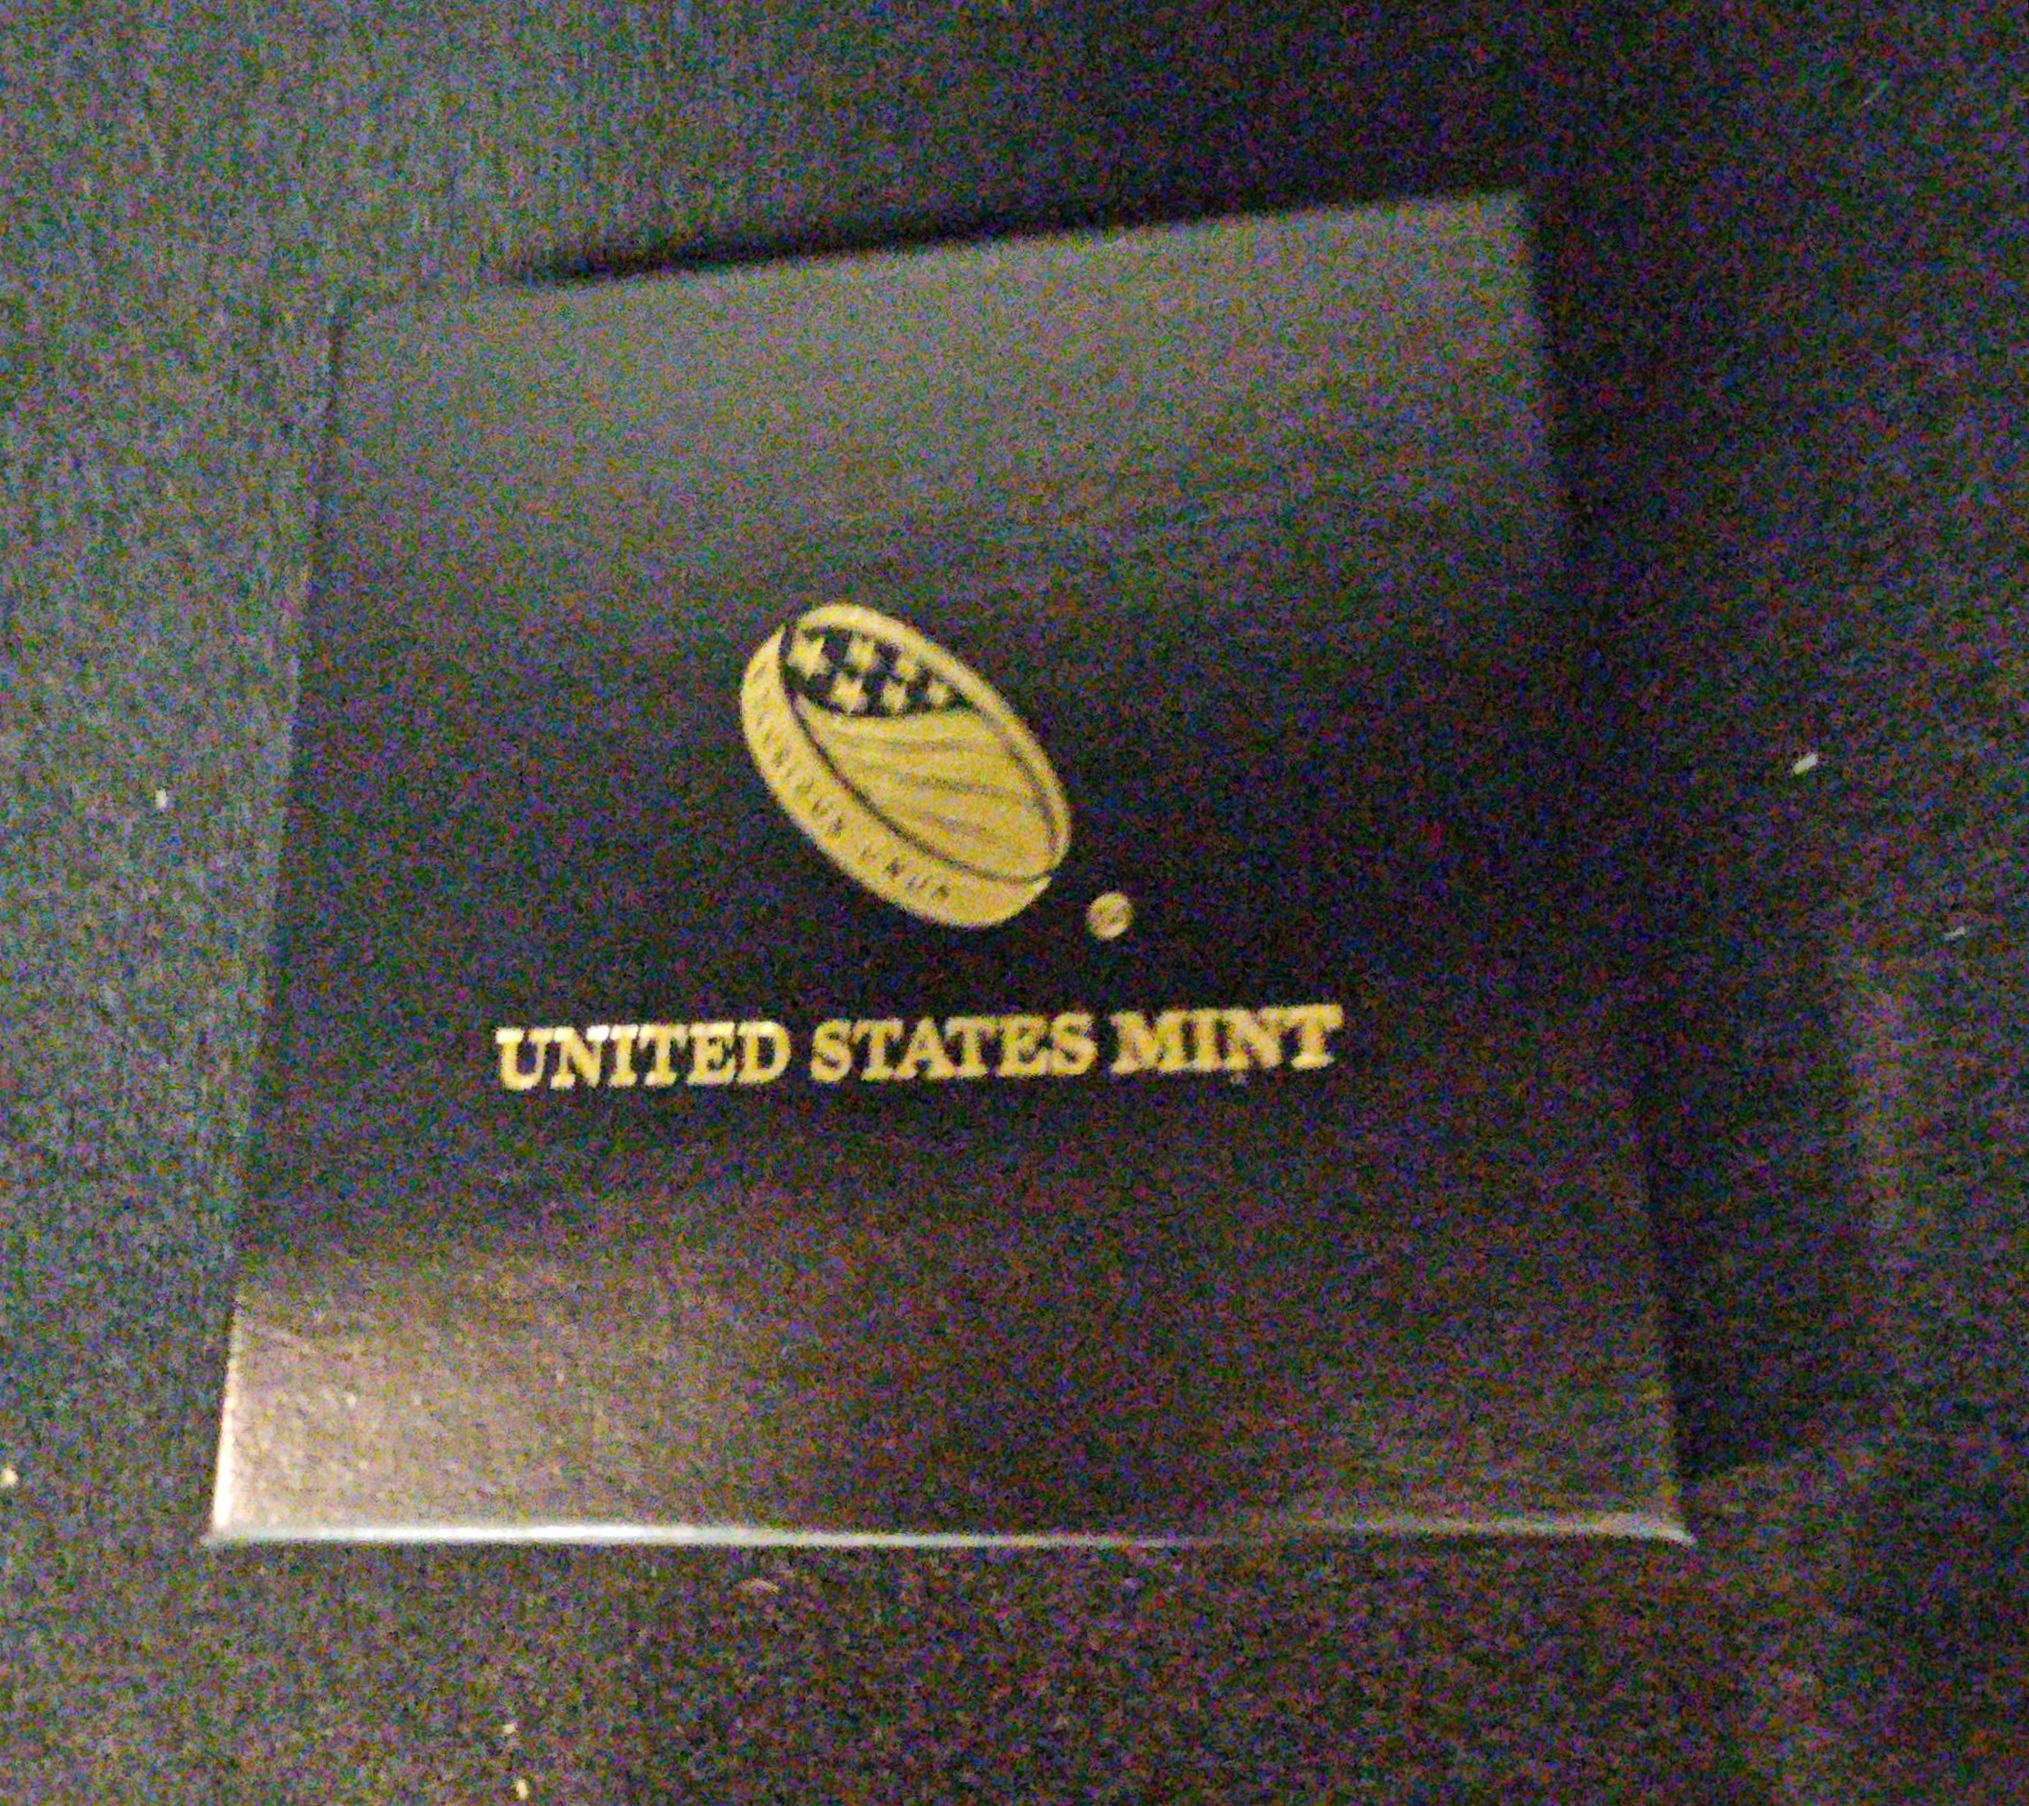 UNITED STATES MINT